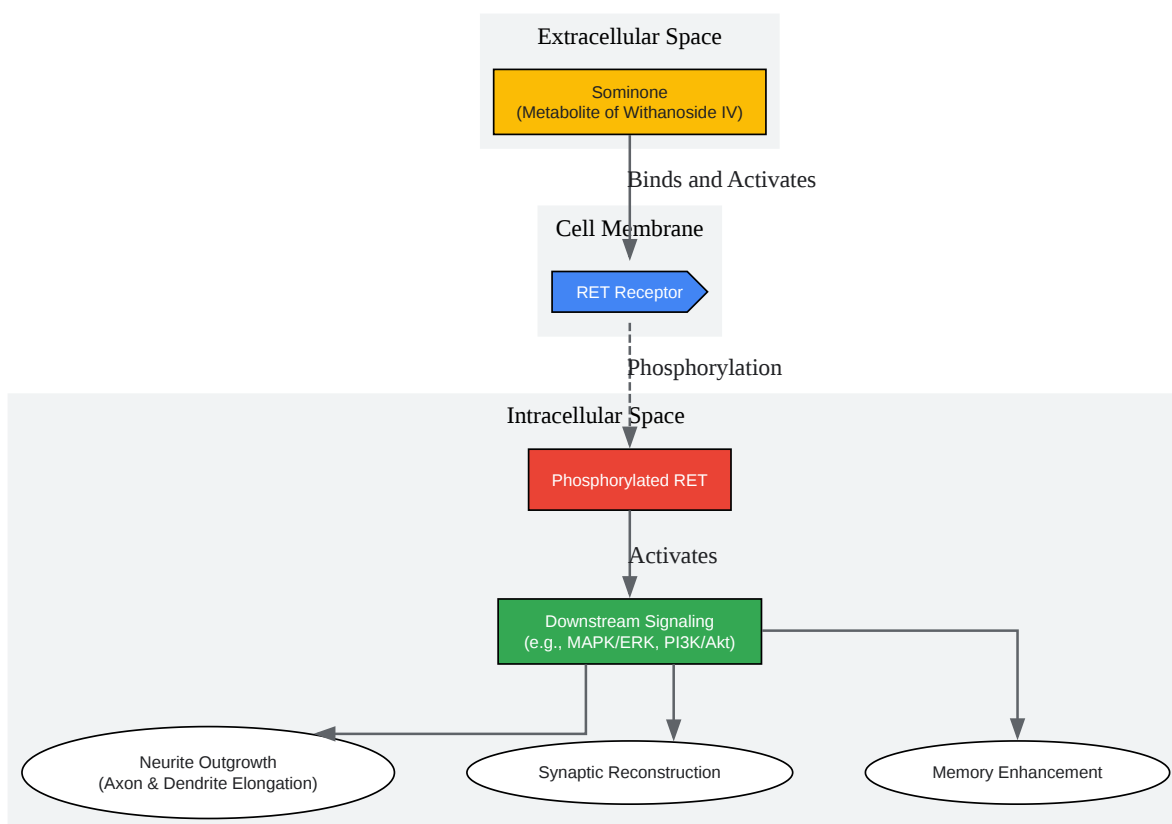 Extracellular Space
Sominone
(Metabolite of Withanoside IV)
Binds and Activates
Cell Membrane
RET Receptor
Phosphorylation
Intracellular Space
Phosphorylated RET
Activates
Downstream Signaling
(e.g., MAPK/ERK, PI3K/Akt)
Neurite Outgrowth
(Axon & Dendrite Elongation)
Synaptic Reconstruction
Memory Enhancement